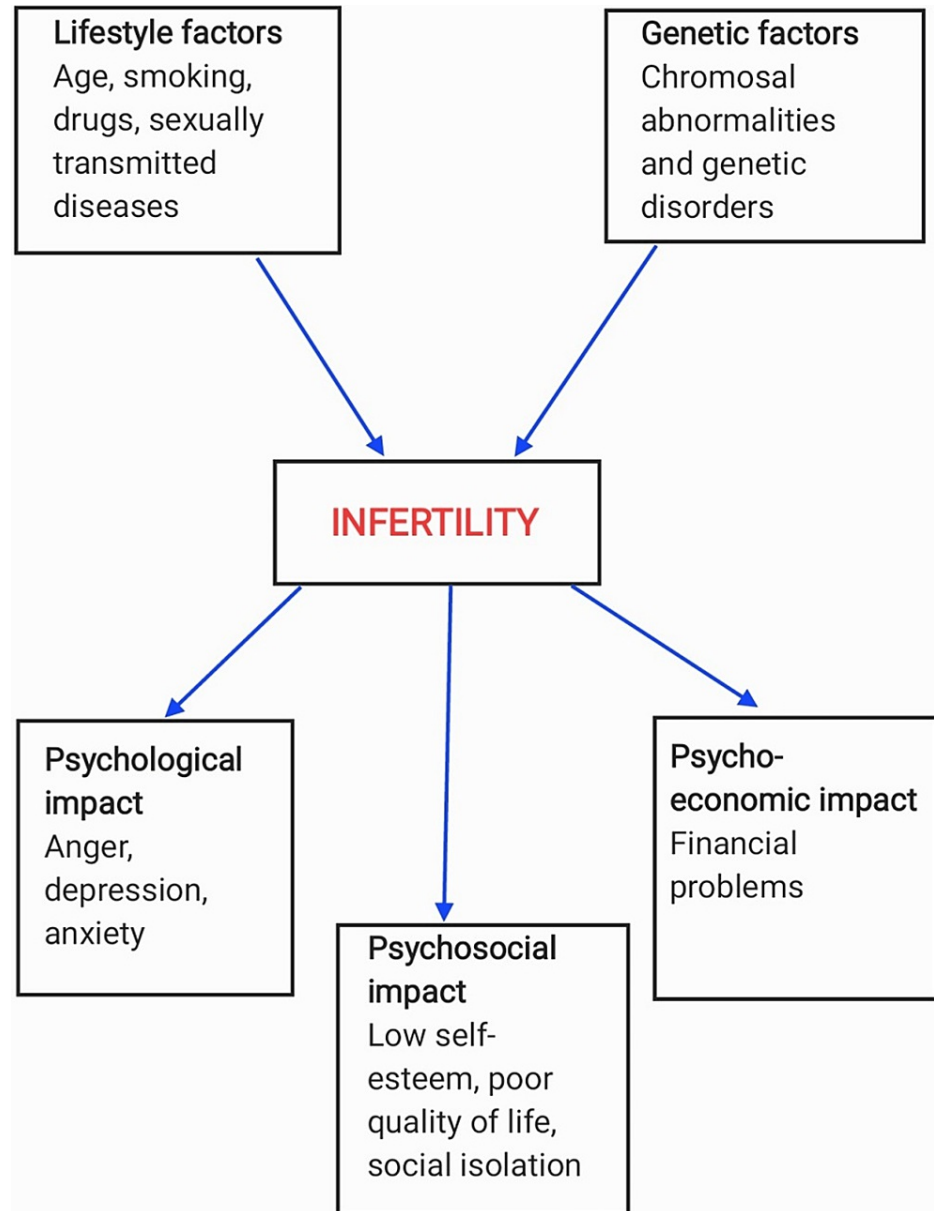 Lifestyle factors
Age, smoking,
drugs, sexually
transmitted
diseases
Genetic factors
Chromosal
abnormalities
and genetic
disorders
INFERTILITY
Psychological
impact
Anger,
depression,
anxiety
Psychosocial
impact
Low self-
esteem, poor
quality of life,
social isolation
Psycho-
economic impact
Financial
problems